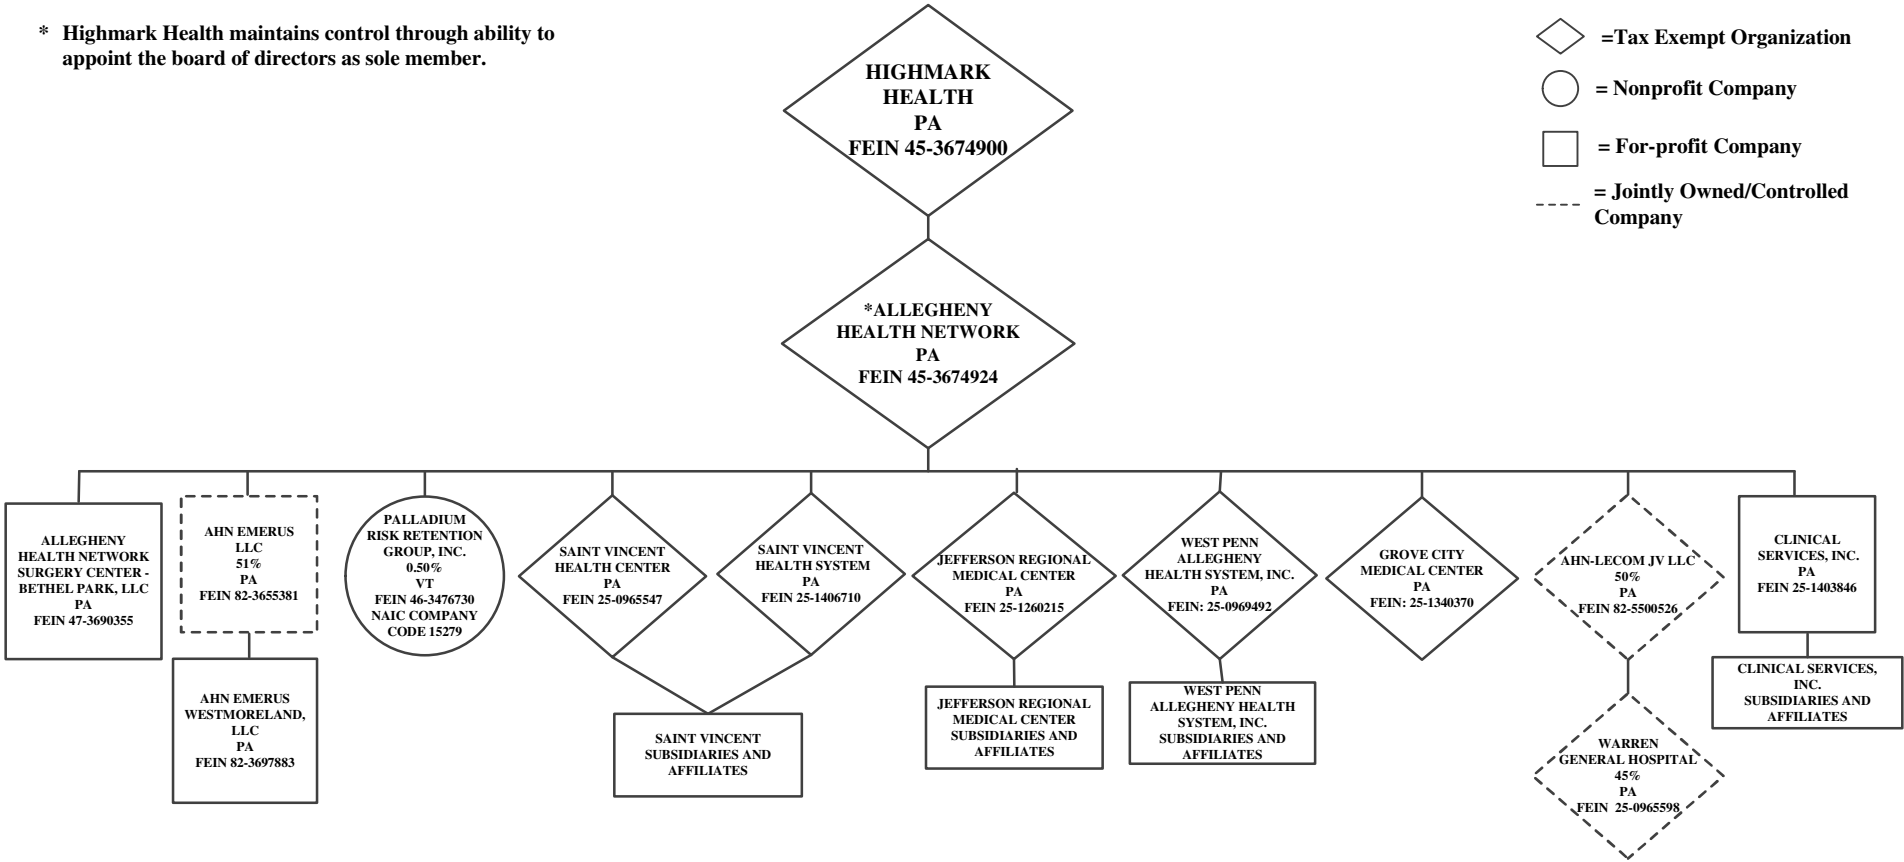 * Highmark Health maintains control through ability to
appoint the board of directors as sole member.
HIGHMARK
HEALTH
PA
FEIN 45-3674900
=Tax Exempt Organization
= Nonprofit Company
= For-profit Company
= Jointly Owned/Controlled
Company
*ALLEGHENY
HEALTH NETWORK
PA
FEIN 45-3674924
ALLEGHENY
HEALTH NETWORK
SURGERY CENTER -
BETHEL PARK, LLC
PA
FEIN 47-3690355
AHN EMERUS
LLC
51%
PA
FEIN 82-3655381
PALLADIUM
RISK RETENTION
GROUP, INC.
0.50%
VT
FEIN 46-3476730
NAIC COMPANY
CODE 15279
SAINT VINCENT
HEALTH CENTER
PA
FEIN 25-0965547
SAINT VINCENT
HEALTH SYSTEM
PA
FEIN 25-1406710
JEFFERSON REGIONAL
MEDICAL CENTER
PA
FEIN 25-1260215
WEST PENN
ALLEGHENY
HEALTH SYSTEM, INC.
PA
FEIN: 25-0969492
GROVE CITY
MEDICAL CENTER
PA
FEIN: 25-1340370
AHN-LECOM JV LLC
50%
PA
FEIN 82-5500526
CLINICAL
SERVICES, INC.
PA
FEIN 25-1403846
AHN EMERUS
WESTMORELAND,
LLC
PA
FEIN 82-3697883
SAINT VINCENT
SUBSIDIARIES AND
AFFILIATES
JEFFERSON REGIONAL
MEDICAL CENTER
SUBSIDIARIES AND
AFFILIATES
WEST PENN
ALLEGHENY HEALTH
SYSTEM, INC.
SUBSIDIARIES AND
AFFILIATES
WARREN
GENERAL HOSPITAL
45%
PA
FEIN 25-0965598
CLINICAL SERVICES,
INC.
SUBSIDIARIES AND
AFFILIATES